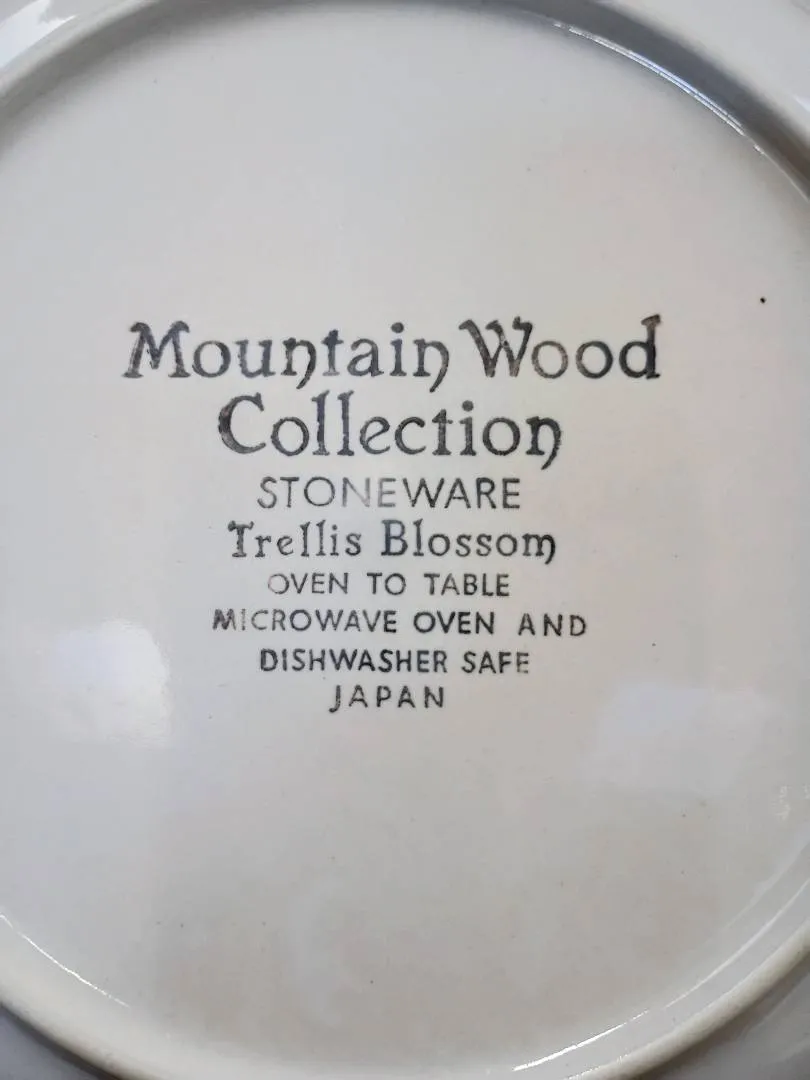 Mountain Wood
Collection
STONEWARE
Trellis Blossom
OVEN TO TABLE
MICROWAVE OVEN AND
DISHWASHER SAFE
JAPAN